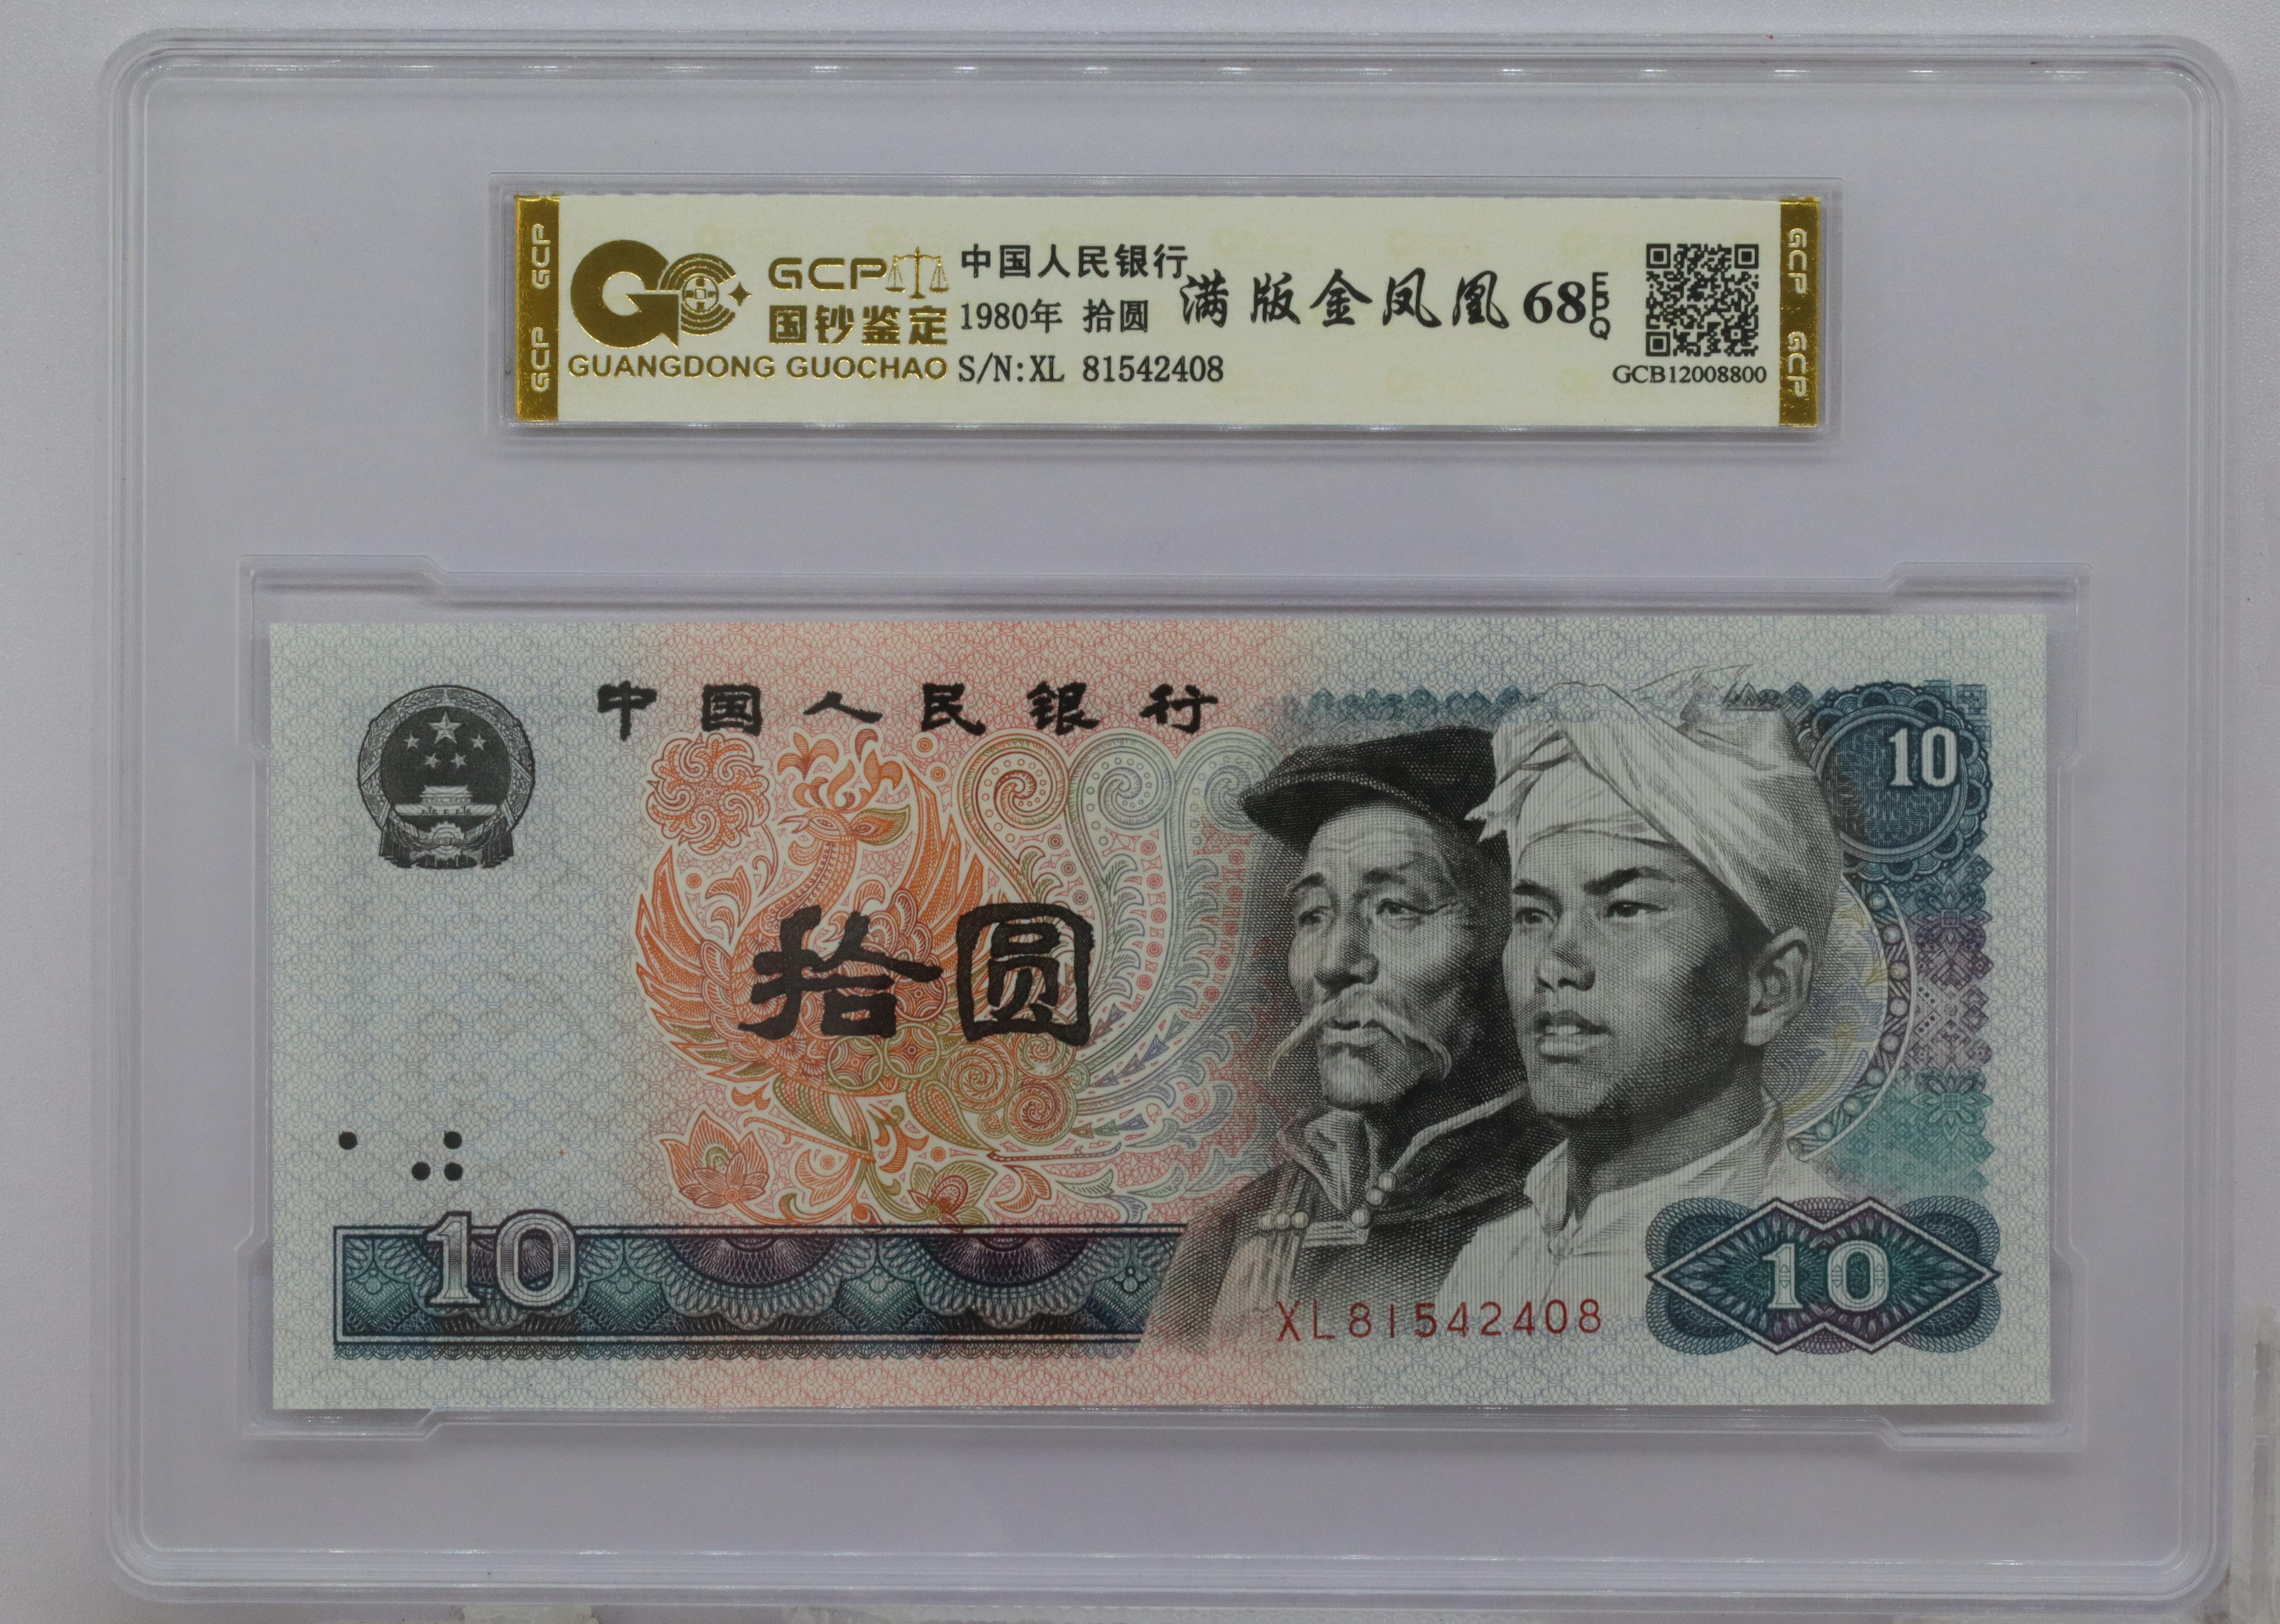 GCP GCP
GCP
国钞鉴定
GUANGDONG GUOCHAO
中国人民银行
1980年 拾圆
S/N:XL 81542408
满版金凤凰 68 EPQ
GCB12008800
GCP GCP
中国人民银行
10
拾圆
10
XL81542408
10